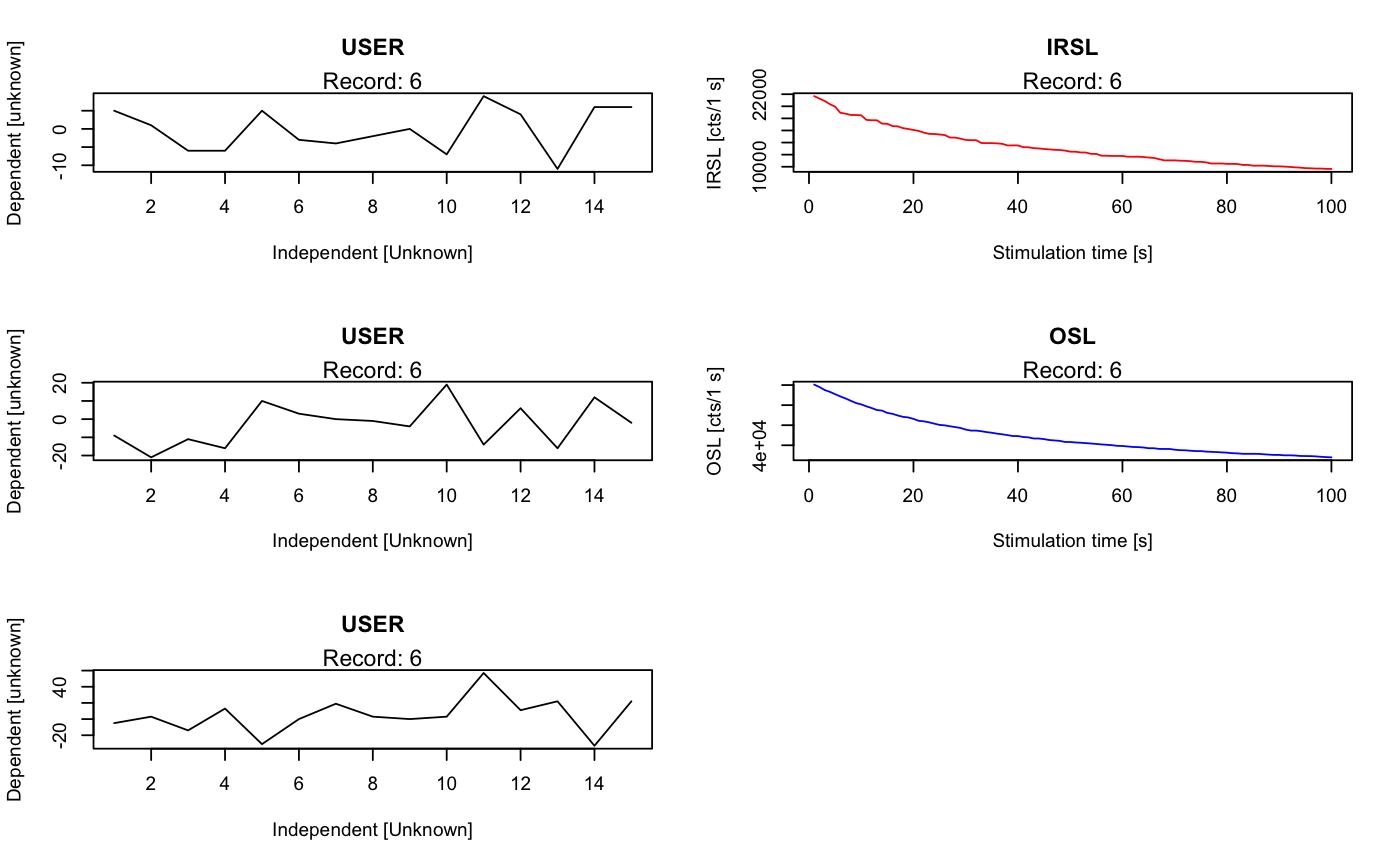 USER
Record: 6
Dependent [unknown]
0
-10
2 4 6 8 10 12 14
Independent [Unknown]
IRSL
Record: 6
IRSL [cts/1 s]
22000
10000
0 20 40 60 80 100
Stimulation time [s]
USER
Record: 6
Dependent [unknown]
20
0
-20
2 4 6 8 10 12 14
Independent [Unknown]
OSL
Record: 6
OSL [cts/1 s]
4e+04
0 20 40 60 80 100
Stimulation time [s]
USER
Record: 6
Dependent [unknown]
40
-20
2 4 6 8 10 12 14
Independent [Unknown]